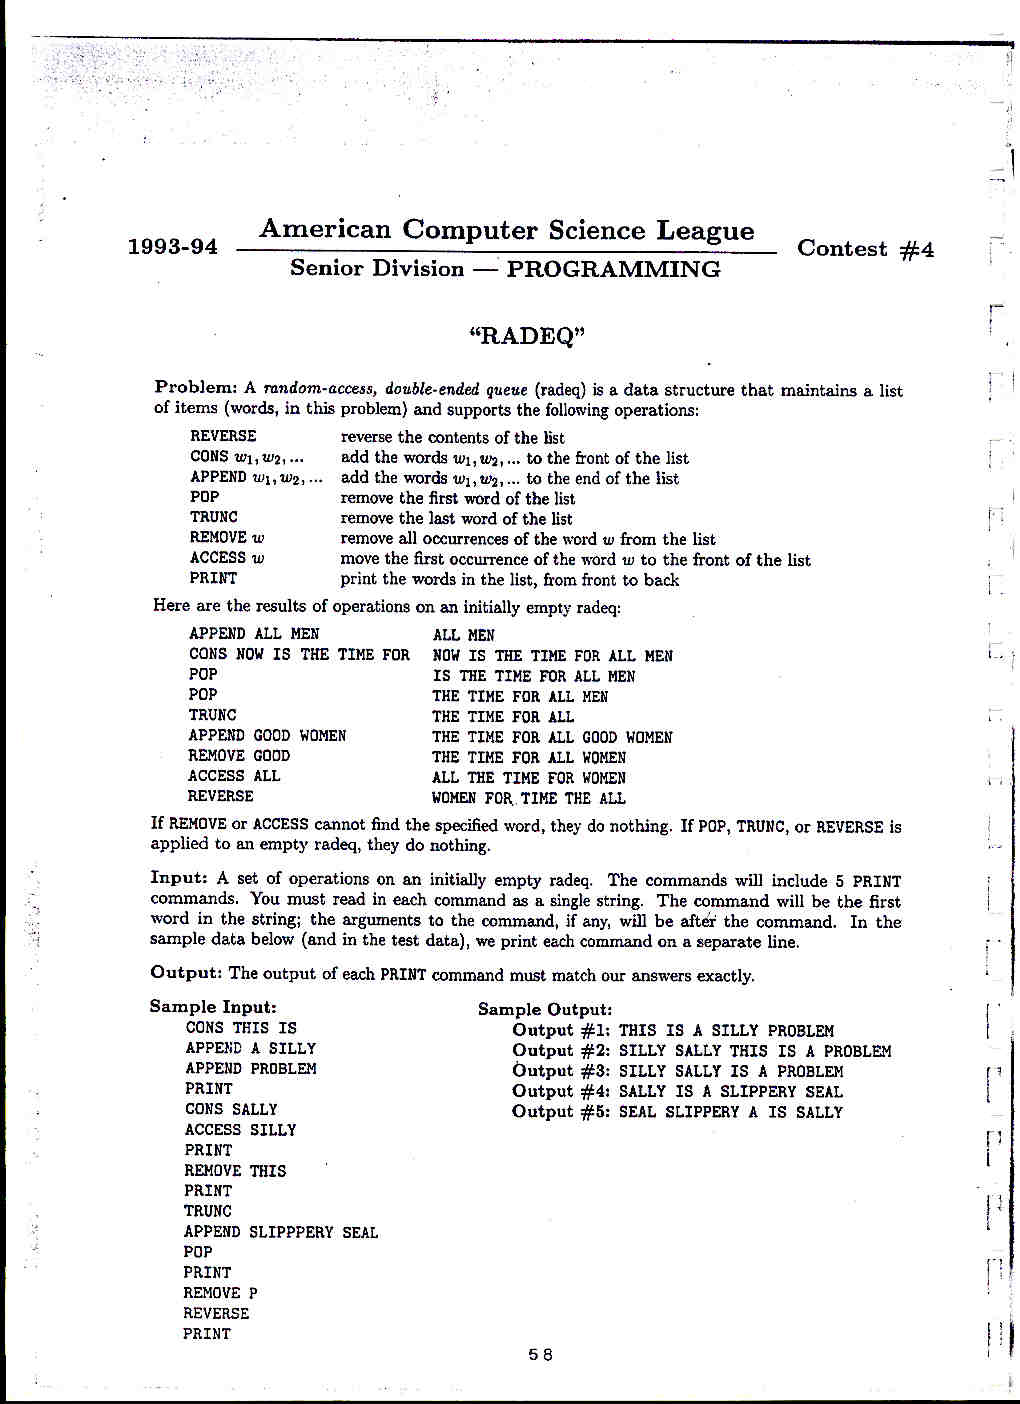 American Computer Science League
1993-94
Contest #4
Senior Division — PROGRAMMING
“RADEQ”
Problem: A random-access, double-ended queue (radeq) is a data structure that maintains a list
of items (words, in this problem) and supports the following operations:
REVERSE reverse the contents of the list
CONS w1, w2, ... add the words w1, w2, ... to the front of the list
APPEND w1, w2, ... add the words w1, w2, ... to the end of the list
POP remove the first word of the list
TRUNC remove the last word of the list
REMOVE w remove all occurrences of the word w from the list
ACCESS w move the first occurrence of the word w to the front of the list
PRINT print the words in the list, from front to back
Here are the results of operations on an initially empty radeq:
APPEND ALL MEN ALL MEN
CONS NOW IS THE TIME FOR NOW IS THE TIME FOR ALL MEN
POP IS THE TIME FOR ALL MEN
POP THE TIME FOR ALL MEN
TRUNC THE TIME FOR ALL
APPEND GOOD WOMEN THE TIME FOR ALL GOOD WOMEN
REMOVE GOOD THE TIME FOR ALL WOMEN
ACCESS ALL ALL THE TIME FOR WOMEN
REVERSE WOMEN FOR TIME THE ALL
If REMOVE or ACCESS cannot find the specified word, they do nothing. If POP, TRUNC, or REVERSE is
applied to an empty radeq, they do nothing.
Input: A set of operations on an initially empty radeq. The commands will include 5 PRINT
commands. You must read in each command as a single string. The command will be the first
word in the string; the arguments to the command, if any, will be after the command. In the
sample data below (and in the test data), we print each command on a separate line.
Output: The output of each PRINT command must match our answers exactly.
Sample Input:
CONS THIS IS
APPEND A SILLY
APPEND PROBLEM
PRINT
CONS SALLY
ACCESS SILLY
PRINT
REMOVE THIS
PRINT
TRUNC
APPEND SLIPPPERY SEAL
POP
PRINT
REMOVE P
REVERSE
PRINT
Sample Output:
Output #1: THIS IS A SILLY PROBLEM
Output #2: SILLY SALLY THIS IS A PROBLEM
Output #3: SILLY SALLY IS A PROBLEM
Output #4: SALLY IS A SLIPPERY SEAL
Output #5: SEAL SLIPPERY A IS SALLY
58